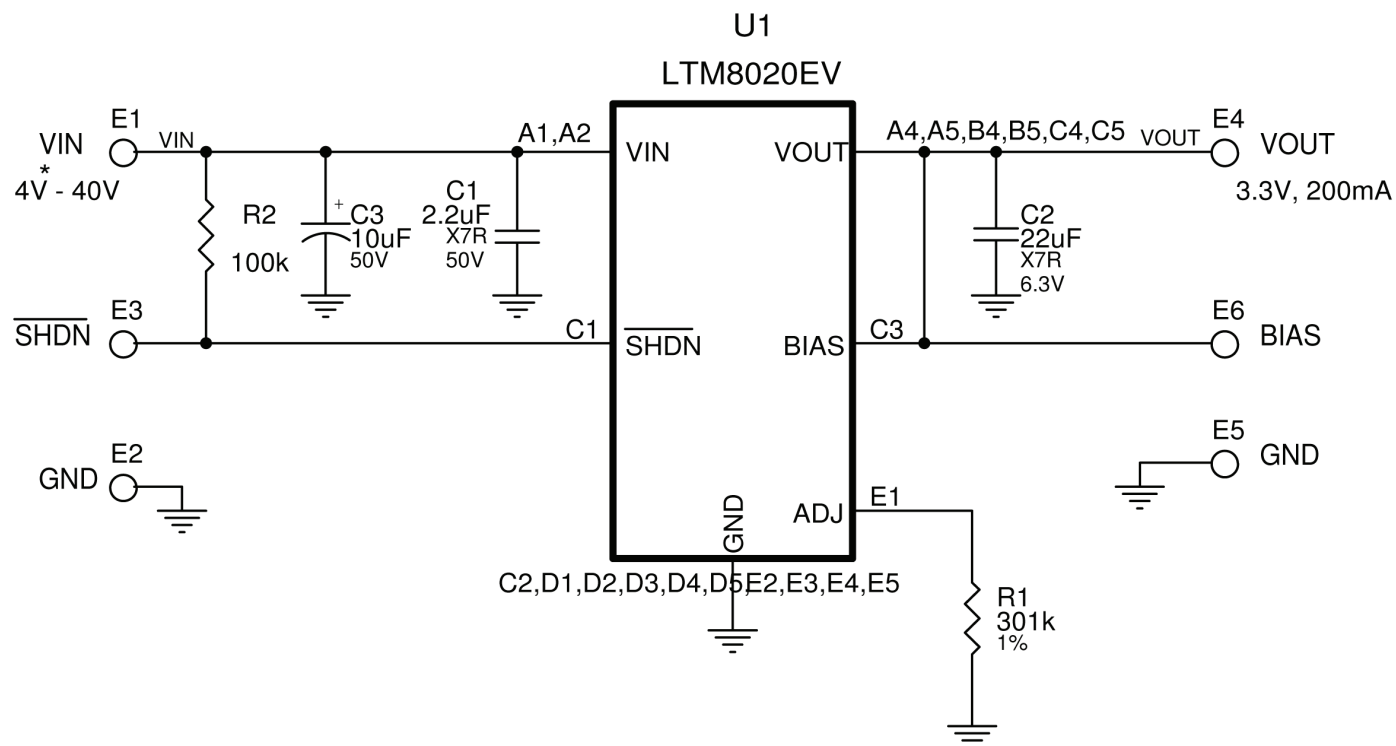 U1
LTM8020EV
E1
VIN
VIN
*
4V - 40V
A1,A2
VIN
VOUT
A4,A5,B4,B5,C4,C5
VOUT
E4
VOUT
3.3V, 200mA
R2
100k
+
C3
10uF
50V
C1
2.2uF
X7R
50V
C2
22uF
X7R
6.3V
E3
SHDN
C1
SHDN
BIAS
C3
E6
BIAS
E2
GND
E5
GND
GND
ADJ
E1
C2,D1,D2,D3,D4,D5,E2,E3,E4,E5
R1
301k
1%